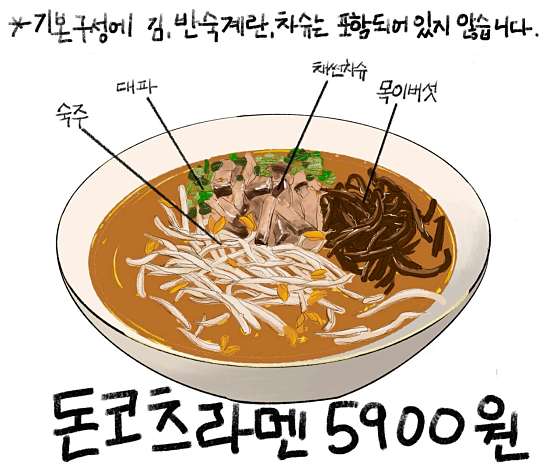 *기본구성에 김, 반숙계란, 차슈는 포함되어 있지 않습니다.
채썬차슈
대파
목이버섯
숙주
돈코츠라멘 5900원